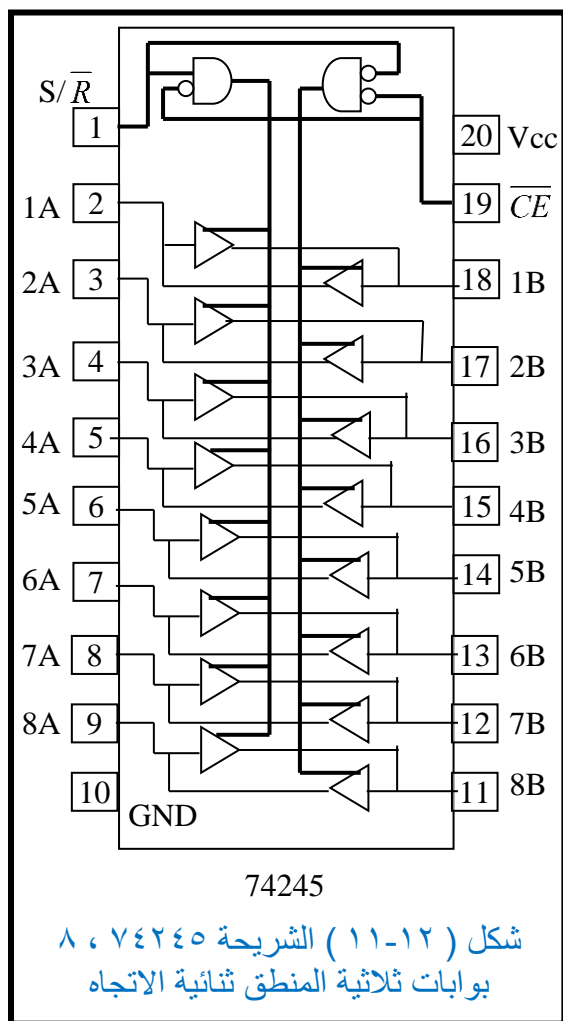 S/R̅
1
20 Vcc
1A 2
19 C̅E̅
2A 3
18 1B
3A 4
17 2B
4A 5
16 3B
5A 6
15 4B
6A 7
14 5B
7A 8
13 6B
8A 9
12 7B
10 GND
11 8B
74245
شكل ( ١٢-١١ ) الشريحة ٧٤٢٤٥ ، ٨
بوابات ثلاثية المنطق ثنائية الاتجاه